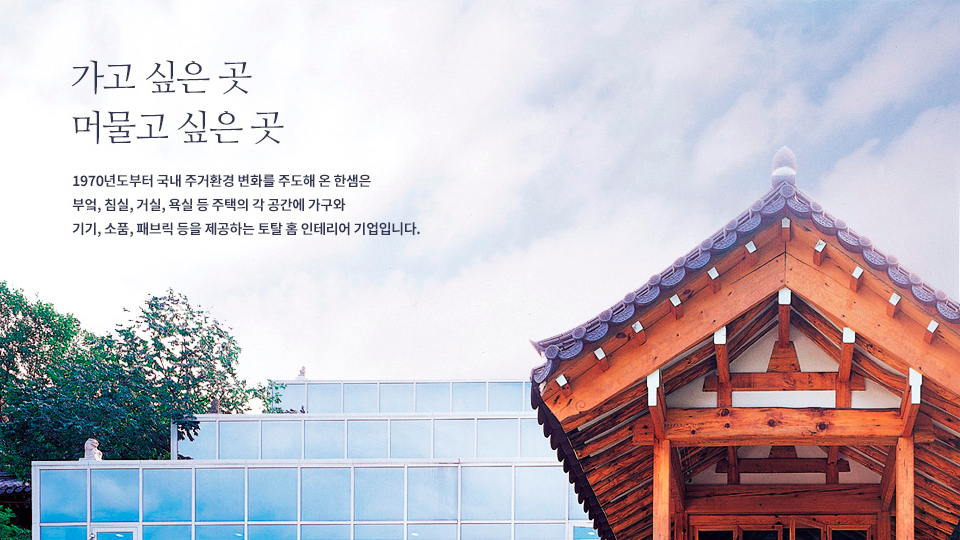 가고 싶은 곳
머물고 싶은 곳
1970년도부터 국내 주거환경 변화를 주도해 온 한샘은
부엌, 침실, 거실, 욕실 등 주택의 각 공간에 가구와
기기, 소품, 패브릭 등을 제공하는 토탈 홈 인테리어 기업입니다.